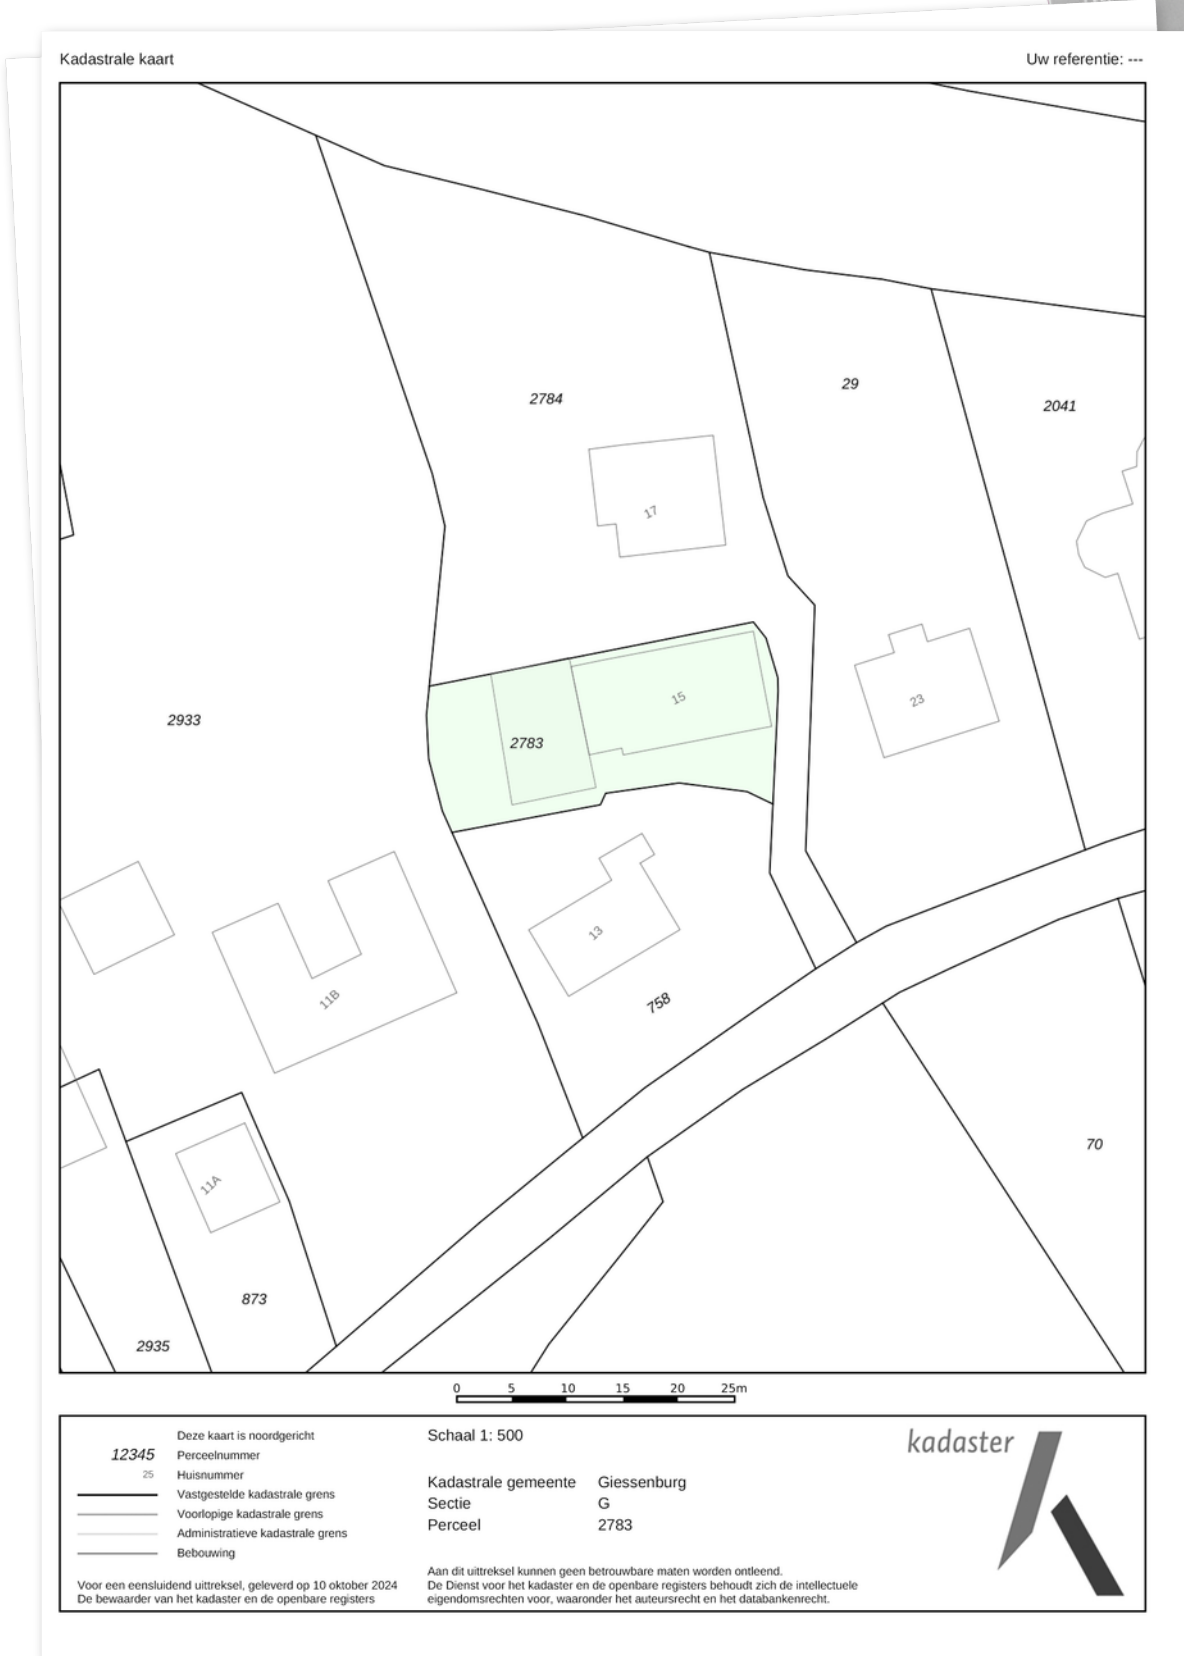 Kadastrale kaart
Uw referentie: ---
2784
29
2041
17
15
23
2933
2783
13
11B
758
70
11A
873
2935
0 5 10 15 20 25m
Deze kaart is noordgericht
12345 Perceelnummer
25 Huisnummer
Vastgestelde kadastrale grens
Voorlopige kadastrale grens
Administratieve kadastrale grens
Bebouwing
Voor een eensluidend uittreksel, geleverd op 10 oktober 2024
De bewaarder van het kadaster en de openbare registers
Schaal 1: 500
Kadastrale gemeente Giessenburg
Sectie G
Perceel 2783
Aan dit uittreksel kunnen geen betrouwbare maten worden ontleend.
De Dienst voor het kadaster en de openbare registers behoudt zich de intellectuele
eigendomsrechten voor, waaronder het auteursrecht en het databankenrecht.
kadaster